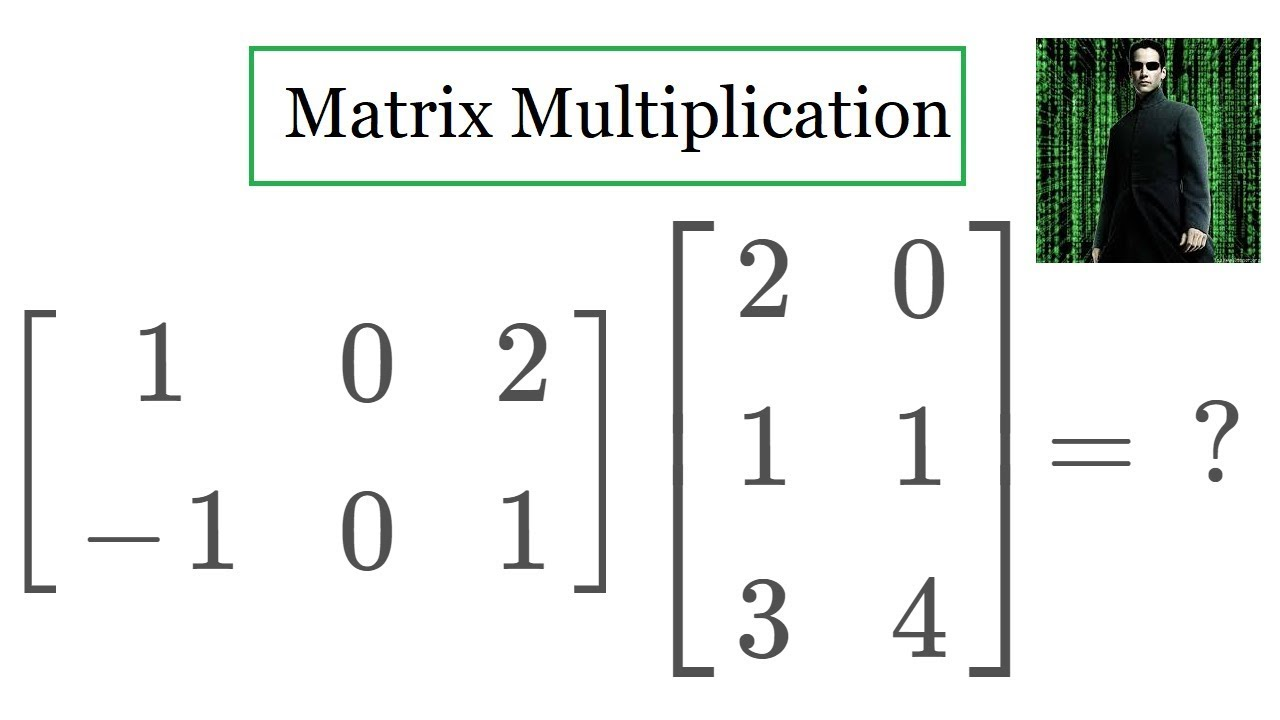 Matrix Multiplication
[ 1 0 2 ] [ 2 0 ]
[ −1 0 1 ] [ 1 1 ] = ?
[ 3 4 ]